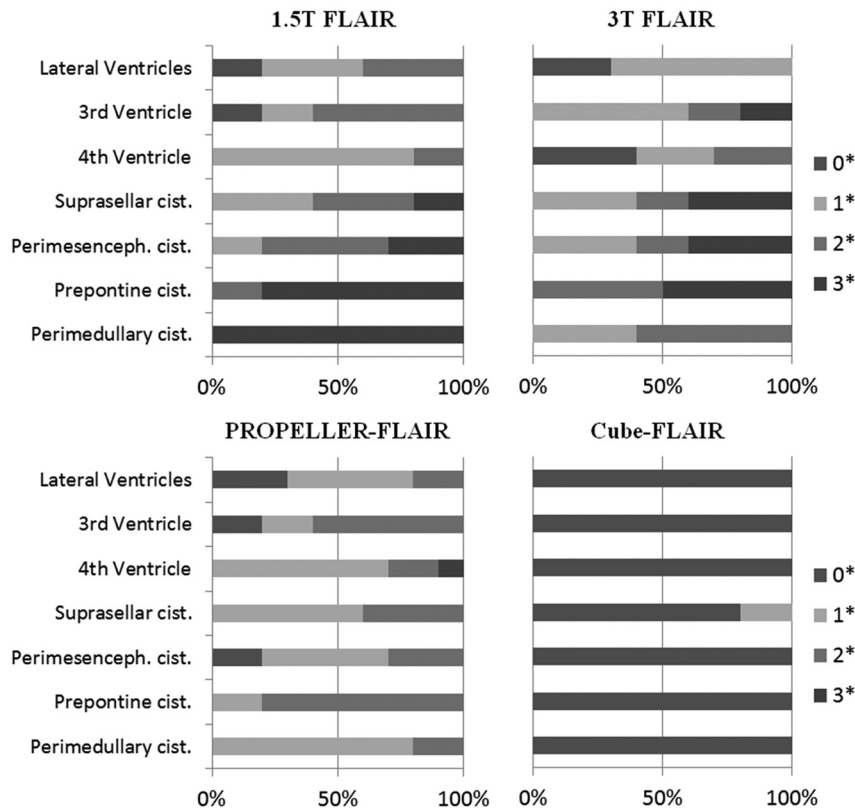 1.5T FLAIR
3T FLAIR
Lateral Ventricles
3rd Ventricle
4th Ventricle
Suprasellar cist.
Perimesenceph. cist.
Prepontine cist.
Perimedullary cist.
0*
1*
2*
3*
0% 50% 100%
0% 50% 100%
PROPELLER-FLAIR
Cube-FLAIR
Lateral Ventricles
3rd Ventricle
4th Ventricle
Suprasellar cist.
Perimesenceph. cist.
Prepontine cist.
Perimedullary cist.
0*
1*
2*
3*
0% 50% 100%
0% 50% 100%